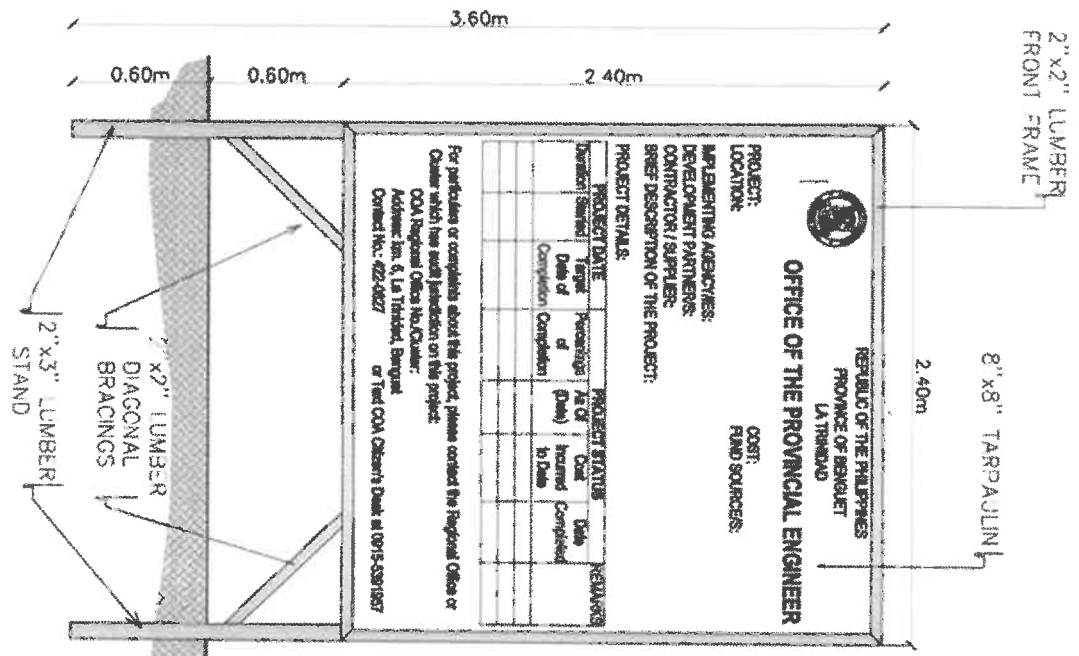 3.60m
0.60m
0.60m
2.40m
2"x2" LUMBER
FRONT FRAME
2.40m
8"x8" TARPAULIN
REPUBLIC OF THE PHILIPPINES
PROVINCE OF BENGUET
LA TRINIDAD
OFFICE OF THE PROVINCIAL ENGINEER
PROJECT:
LOCATION:
COST:
FUND SOURCE/S:
IMPLEMENTING AGENCY/IES:
DEVELOPMENT PARTNER/S:
CONTRACTOR / SUPPLIER:
BRIEF DESCRIPTION OF THE PROJECT:
PROJECT DETAILS:
PROJECT DATE PROJECT STATUS REMARKS
Duration Started Target Date of Completion Percentage of Completion As Of (Date) Cost Incurred to Date Date Completed
For particulars or complaints about this project, please contact the Regional Office or
Cluster which has audit jurisdiction on this project:
COA Regional Office No./Cluster:
Address: km. 6, La Trinidad, Benguet
Contact No.: 422-0827 or Text COA Citizen's Desk at 0915-5391957
2"x2" LUMBER
DIAGONAL
BRACINGS
2"x3" LUMBER
STAND